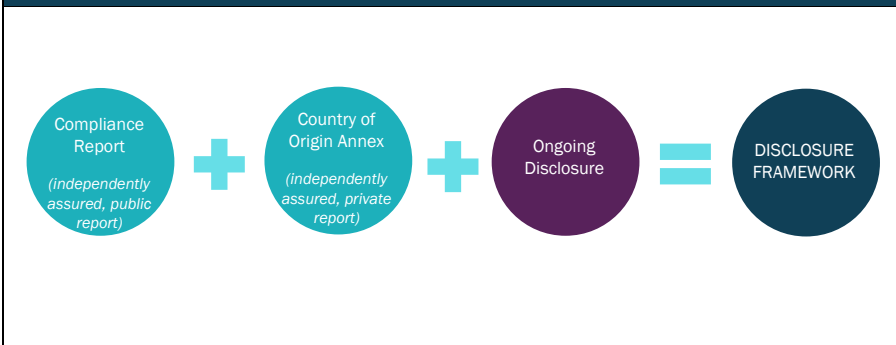 Compliance
Report
(independently
assured, public
report)
Country of
Origin Annex
(independently
assured, private
report)
Ongoing
Disclosure
DISCLOSURE
FRAMEWORK